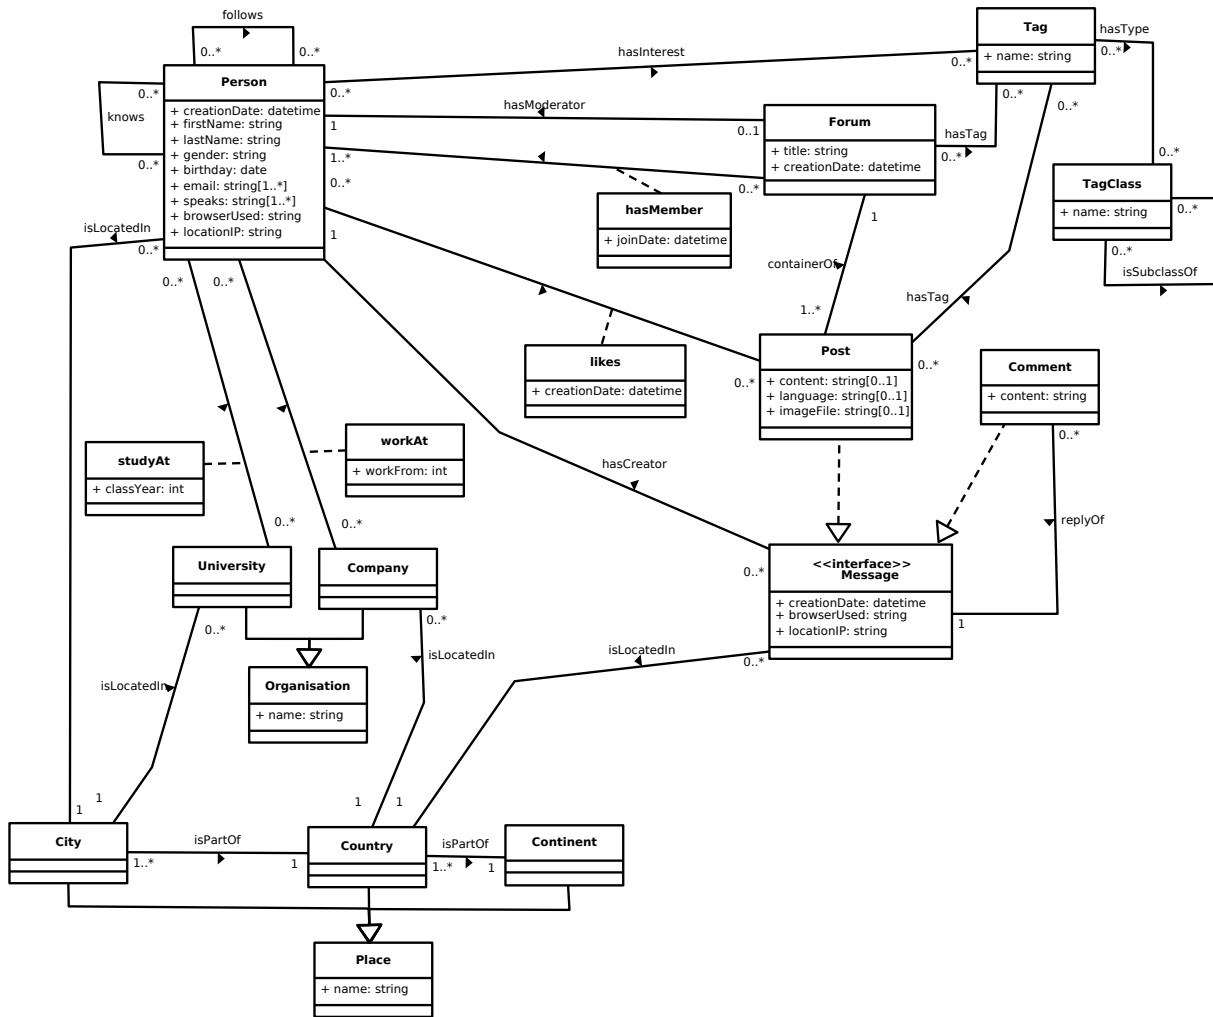 follows
0..*
0..*
Person
+ creationDate: datetime
+ firstName: string
+ lastName: string
+ gender: string
+ birthday: date
+ email: string[1..*]
+ speaks: string[1..*]
+ browserUsed: string
+ locationIP: string
0..*
knows
0..*
hasInterest
0..*
0..*
Tag
+ name: string
hasType
0..*
0..*
hasModerator
1
0..1
Forum
+ title: string
+ creationDate: datetime
hasTag
0..*
0..*
0..*
1..*
0..*
0..*
hasMember
+ joinDate: datetime
TagClass
+ name: string
0..*
0..*
isSubclassOf
isLocatedIn
0..*
1
1
containerOf
1..*
hasTag
0..*
0..*
0..*
likes
+ creationDate: datetime
0..*
Post
+ content: string[0..1]
+ language: string[0..1]
+ imageFile: string[0..1]
Comment
+ content: string
0..*
replyOf
1
studyAt
+ classYear: int
workAt
+ workFrom: int
hasCreator
0..*
0..*
0..*
University
Company
<<interface>>
Message
+ creationDate: datetime
+ browserUsed: string
+ locationIP: string
0..*
0..*
0..*
isLocatedIn
isLocatedIn
isLocatedIn
Organisation
+ name: string
1
1
1
1
City
isPartOf
1..*
1
Country
isPartOf
1..*
1
Continent
Place
+ name: string